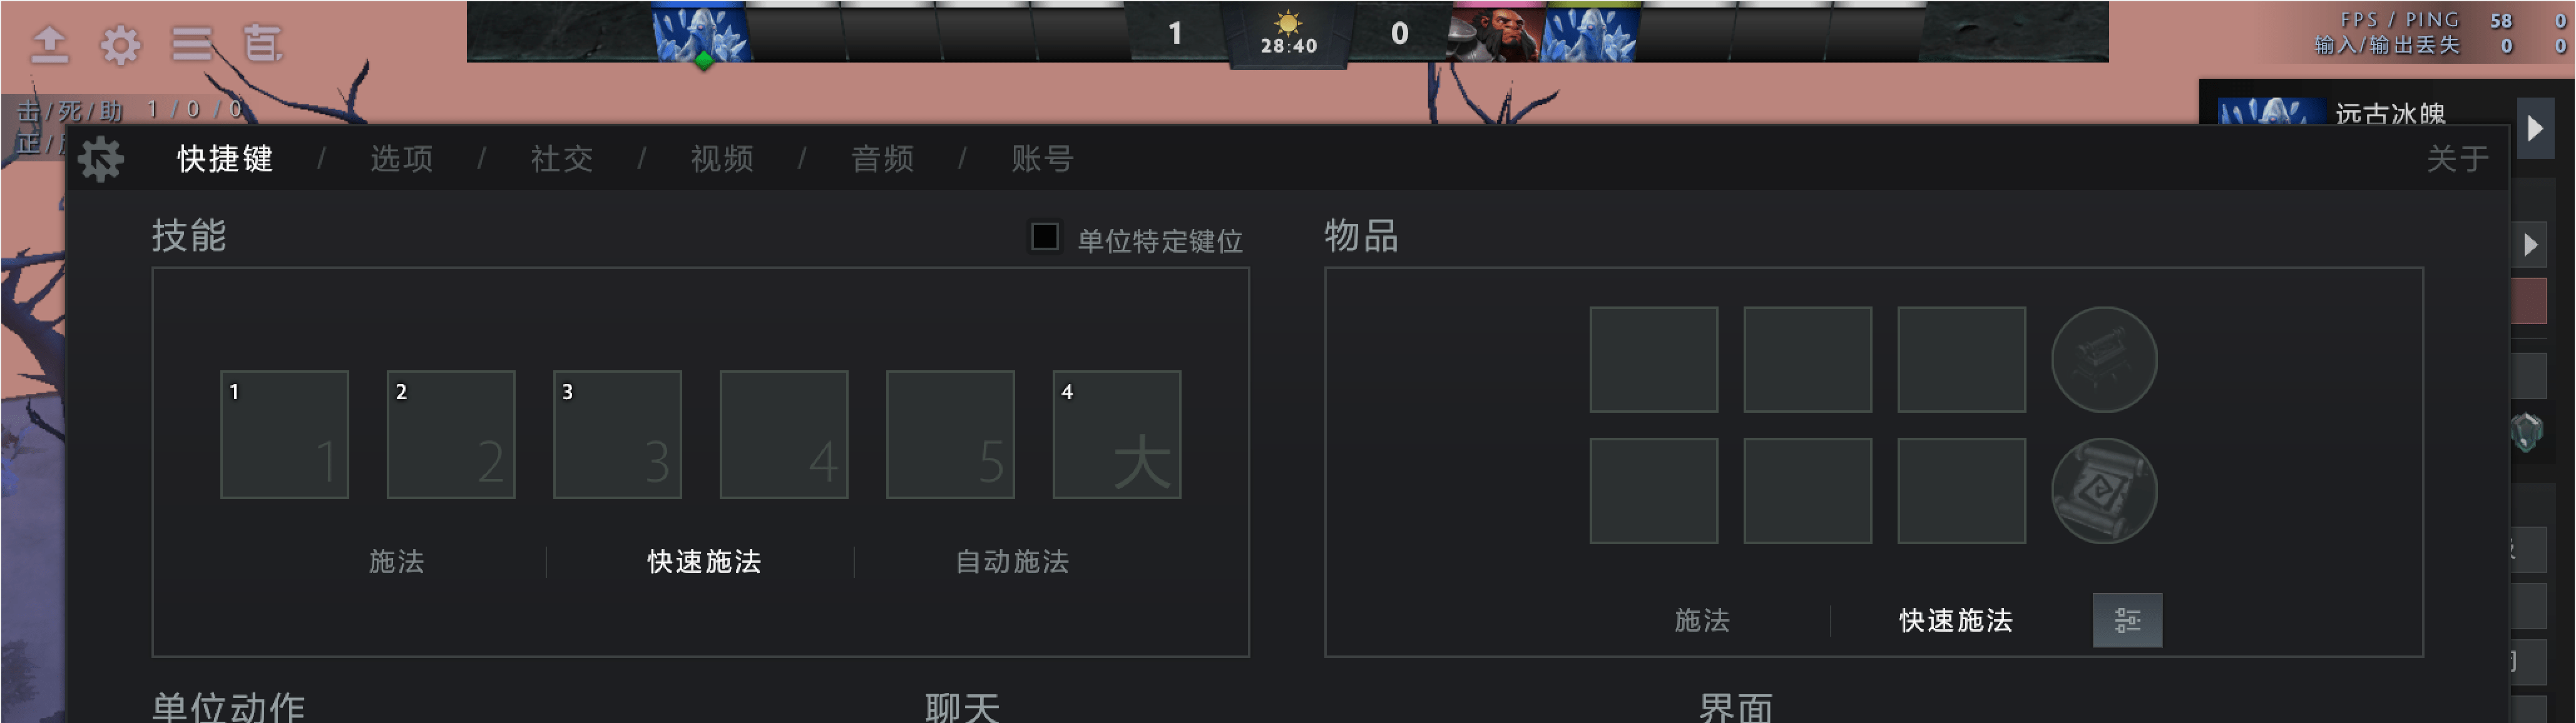 1
28:40
0
FPS / PING 58 0
输入/输出丢失 0 0
击/死/助 1 / 0 / 0
正/
远古冰魄
快捷键 / 选项 / 社交 / 视频 / 音频 / 账号
关于
技能
单位特定键位
物品
1 2 3 4
1 2 3 4 5 大
施法 快速施法 自动施法
施法 快速施法
单位动作
聊天
界面